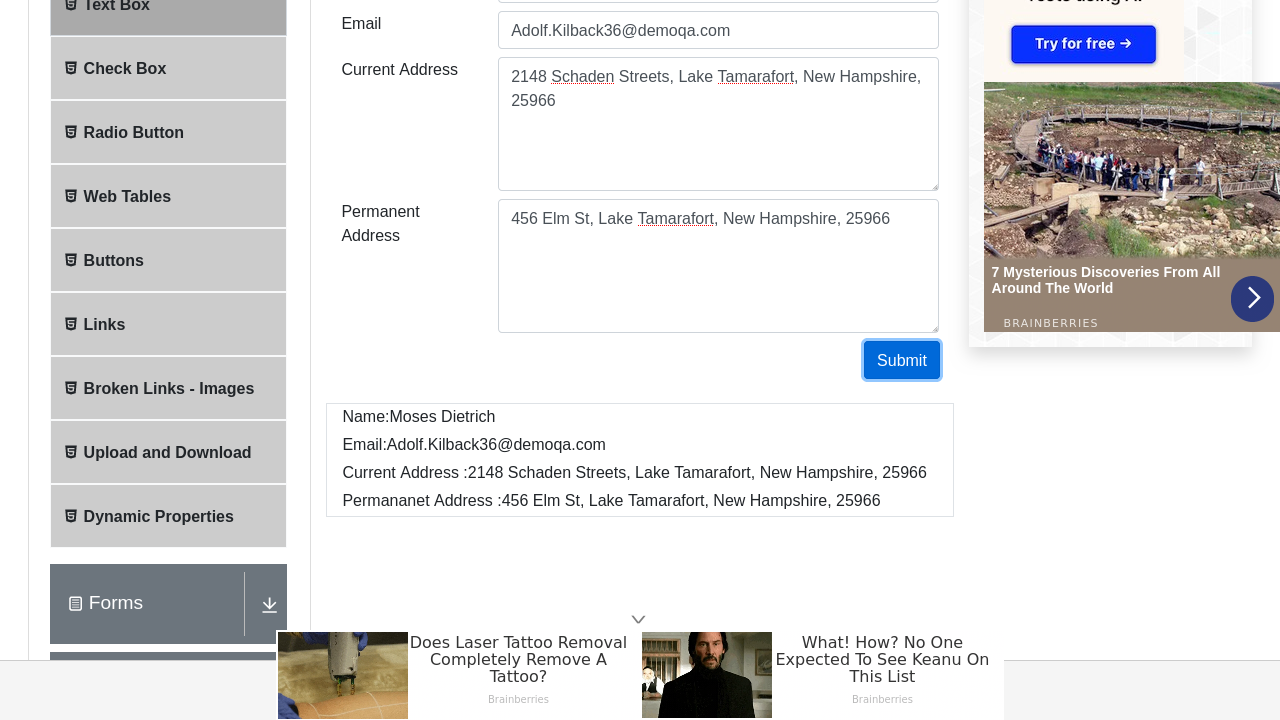 Text Box
Check Box
Radio Button
Web Tables
Buttons
Links
Broken Links - Images
Upload and Download
Dynamic Properties
Forms
Email
Adolf.Kilback36@demoqa.com
Current Address
2148 Schaden Streets, Lake Tamarafort, New Hampshire,
25966
Permanent
Address
456 Elm St, Lake Tamarafort, New Hampshire, 25966
Submit
Name:Moses Dietrich
Email:Adolf.Kilback36@demoqa.com
Current Address :2148 Schaden Streets, Lake Tamarafort, New Hampshire, 25966
Permananet Address :456 Elm St, Lake Tamarafort, New Hampshire, 25966
Try for free →
7 Mysterious Discoveries From All
Around The World
BRAINBERRIES
Does Laser Tattoo Removal
Completely Remove A
Tattoo?
Brainberries
What! How? No One
Expected To See Keanu On
This List
Brainberries